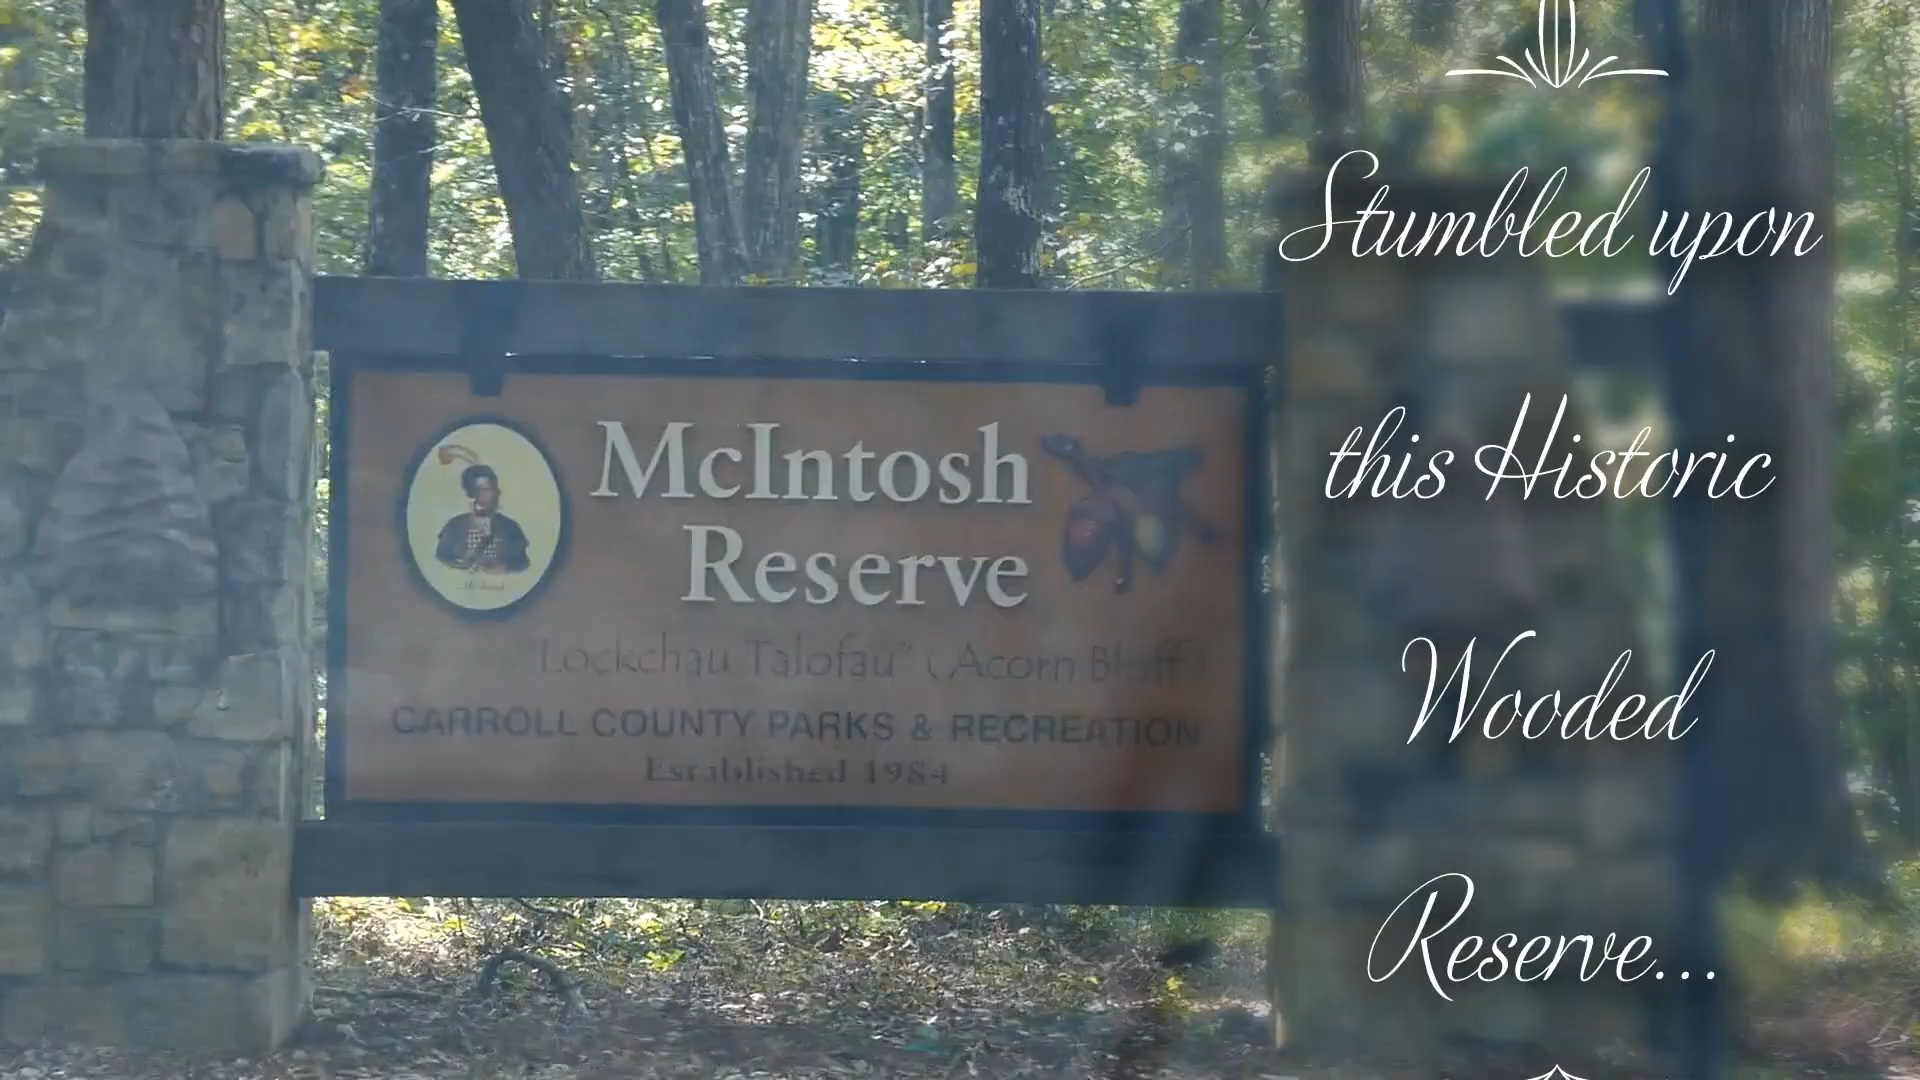 McIntosh
Reserve
"Lockchau Talofau" (Acorn Bluff)
CARROLL COUNTY PARKS & RECREATION
Established 1984
Stumbled upon
this Historic
Wooded
Reserve...